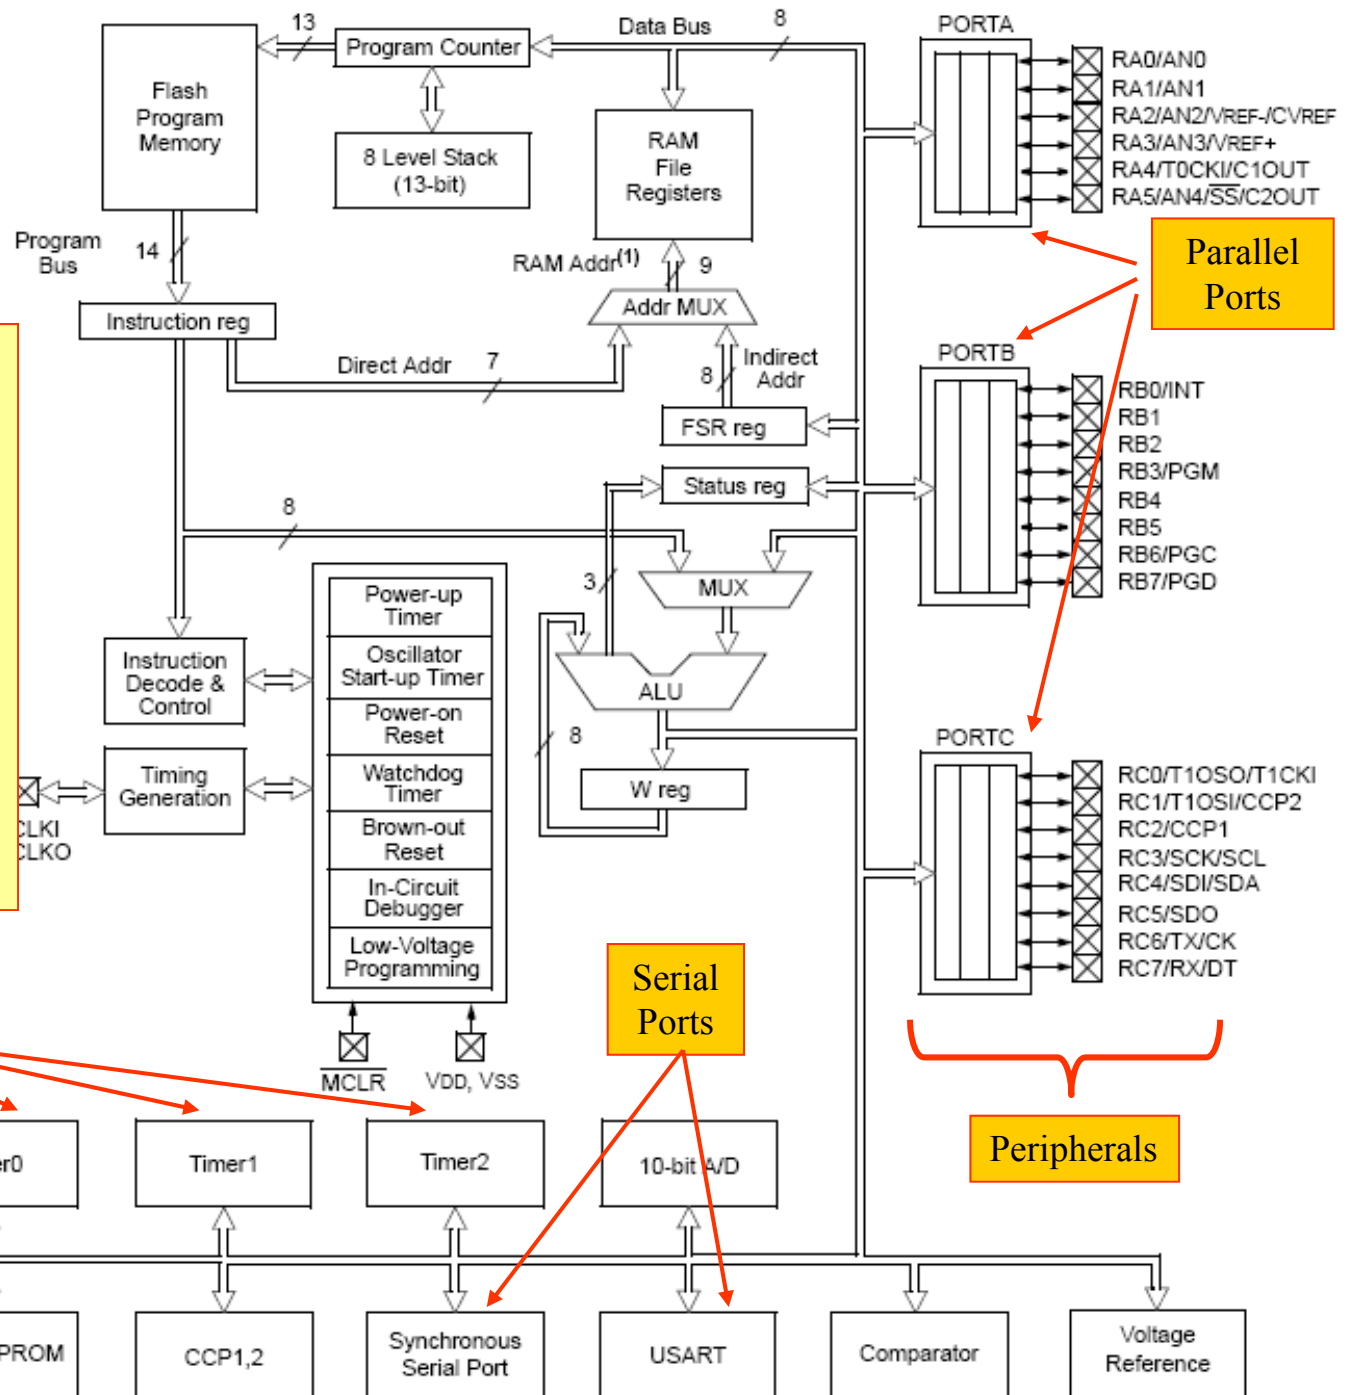 13
Data Bus
8
PORTA
Program Counter
Flash
Program
Memory
8 Level Stack
(13-bit)
RAM
File
Registers
RA0/AN0
RA1/AN1
RA2/AN2/VREF-/CVREF
RA3/AN3/VREF+
RA4/T0CKI/C1OUT
RA5/AN4/SS/C2OUT
Program
Bus
14
RAM Addr(1)
9
Parallel
Ports
Instruction reg
Addr MUX
Direct Addr
7
8
Indirect
Addr
PORTB
FSR reg
Status reg
RB0/INT
RB1
RB2
RB3/PGM
RB4
RB5
RB6/PGC
RB7/PGD
8
3
MUX
Power-up
Timer
Oscillator
Start-up Timer
Power-on
Reset
Watchdog
Timer
Brown-out
Reset
In-Circuit
Debugger
Low-Voltage
Programming
Instruction
Decode &
Control
ALU
8
W reg
Timing
Generation
CLKI
CLKO
PORTC
RC0/T1OSO/T1CKI
RC1/T1OSI/CCP2
RC2/CCP1
RC3/SCK/SCL
RC4/SDI/SDA
RC5/SDO
RC6/TX/CK
RC7/RX/DT
MCLR
VDD, VSS
Serial
Ports
Peripherals
er0
Timer1
Timer2
10-bit A/D
PROM
CCP1,2
Synchronous
Serial Port
USART
Comparator
Voltage
Reference